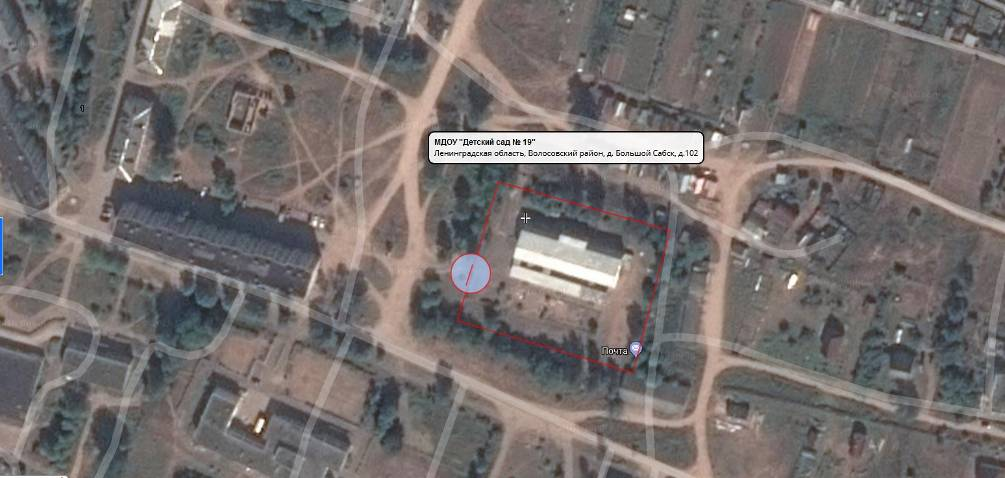 МДОУ "Детский сад № 19"
Ленинградская область, Волосовский район, д. Большой Сабск, д.102
Почта